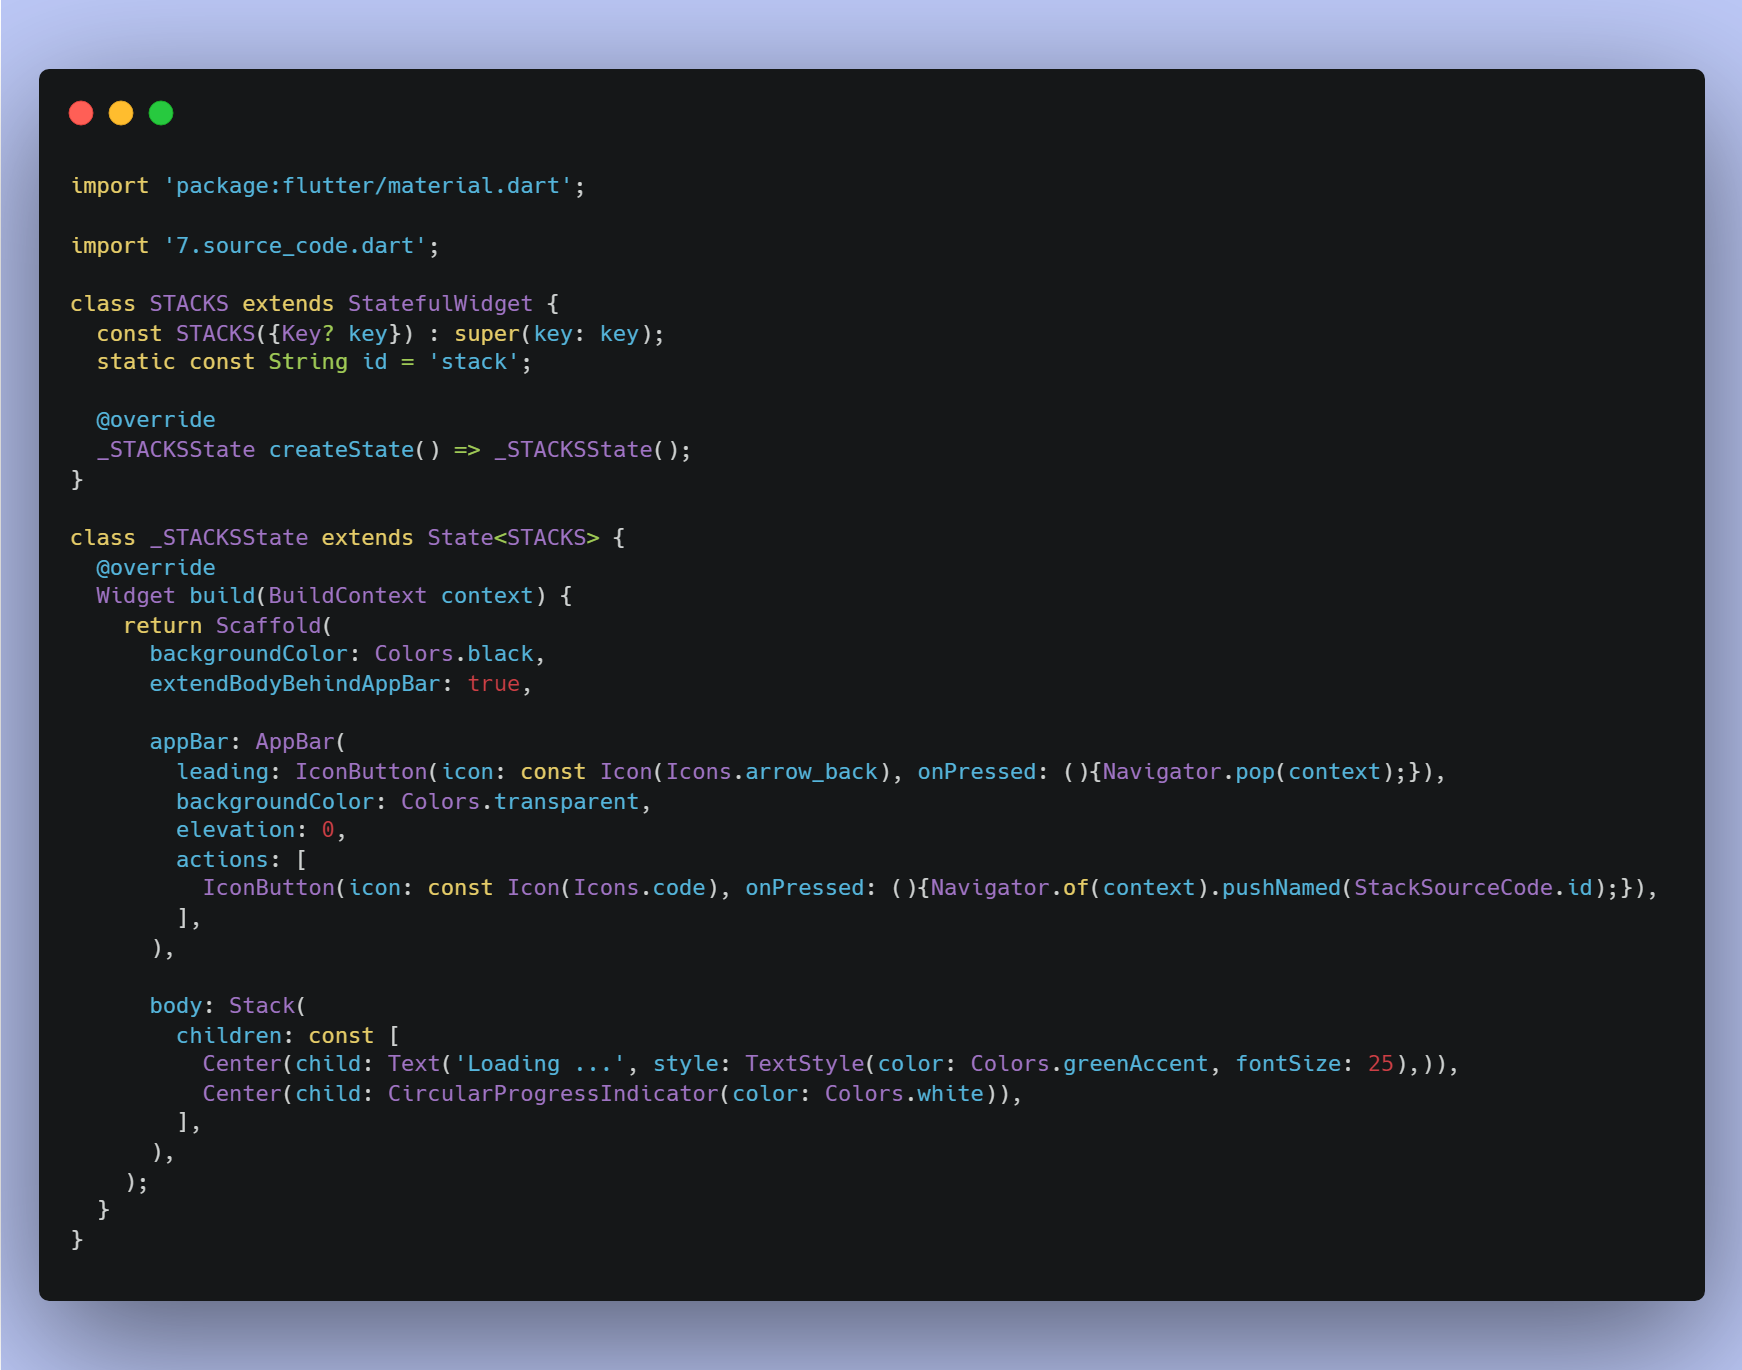 import 'package:flutter/material.dart';

import '7.source_code.dart';

class STACKS extends StatefulWidget {
  const STACKS({Key? key}) : super(key: key);
  static const String id = 'stack';

  @override
  _STACKSState createState() => _STACKSState();
}

class _STACKSState extends State<STACKS> {
  @override
  Widget build(BuildContext context) {
    return Scaffold(
      backgroundColor: Colors.black,
      extendBodyBehindAppBar: true,

      appBar: AppBar(
        leading: IconButton(icon: const Icon(Icons.arrow_back), onPressed: (){Navigator.pop(context);}),
        backgroundColor: Colors.transparent,
        elevation: 0,
        actions: [
          IconButton(icon: const Icon(Icons.code), onPressed: (){Navigator.of(context).pushNamed(StackSourceCode.id);}),
        ],
      ),

      body: Stack(
        children: const [
          Center(child: Text('Loading ...', style: TextStyle(color: Colors.greenAccent, fontSize: 25),)),
          Center(child: CircularProgressIndicator(color: Colors.white)),
        ],
      ),
    );
  }
}